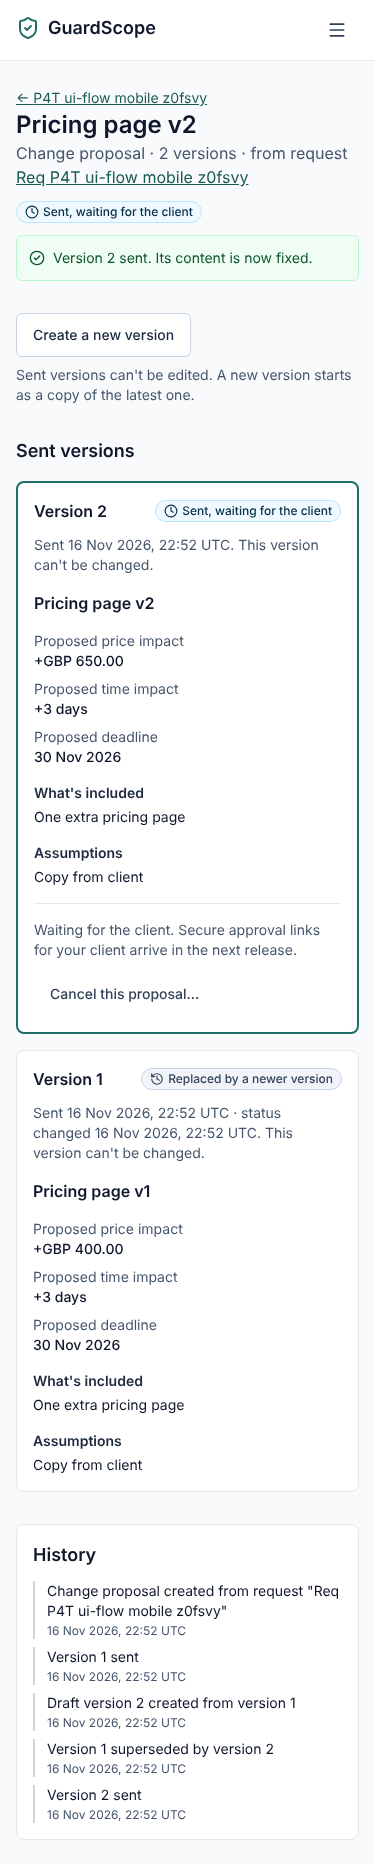 GuardScope
← P4T ui-flow mobile z0fsvy
Pricing page v2
Change proposal · 2 versions · from request
Req P4T ui-flow mobile z0fsvy
Sent, waiting for the client
Version 2 sent. Its content is now fixed.
Create a new version
Sent versions can't be edited. A new version starts
as a copy of the latest one.
Sent versions
Version 2
Sent, waiting for the client
Sent 16 Nov 2026, 22:52 UTC. This version
can't be changed.
Pricing page v2
Proposed price impact
+GBP 650.00
Proposed time impact
+3 days
Proposed deadline
30 Nov 2026
What's included
One extra pricing page
Assumptions
Copy from client
Waiting for the client. Secure approval links
for your client arrive in the next release.
Cancel this proposal...
Version 1
Replaced by a newer version
Sent 16 Nov 2026, 22:52 UTC · status
changed 16 Nov 2026, 22:52 UTC. This
version can't be changed.
Pricing page v1
Proposed price impact
+GBP 400.00
Proposed time impact
+3 days
Proposed deadline
30 Nov 2026
What's included
One extra pricing page
Assumptions
Copy from client
History
Change proposal created from request "Req
P4T ui-flow mobile z0fsvy"
16 Nov 2026, 22:52 UTC
Version 1 sent
16 Nov 2026, 22:52 UTC
Draft version 2 created from version 1
16 Nov 2026, 22:52 UTC
Version 1 superseded by version 2
16 Nov 2026, 22:52 UTC
Version 2 sent
16 Nov 2026, 22:52 UTC